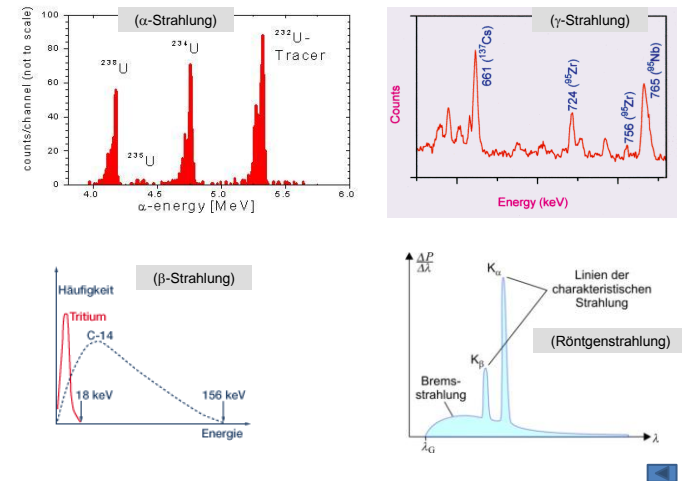 (α-Strahlung)
counts/channel (not to scale)
100
80
60
40
20
0
²³⁸U
²³⁴U
²³²U-
Tracer
²³⁵U
4.0
4.5
5.0
5.5
6.0
α-energy [MeV]
(γ-Strahlung)
Counts
661 (¹³⁷Cs)
724 (⁹⁵Zr)
756 (⁹⁵Zr)
765 (⁹⁵Nb)
Energy (keV)
(β-Strahlung)
Häufigkeit
Tritium
C-14
18 keV
156 keV
Energie
ΔP
Δλ
Kα
Linien der
charakteristischen
Strahlung
(Röntgenstrahlung)
Kβ
Brems-
strahlung
λG
λ